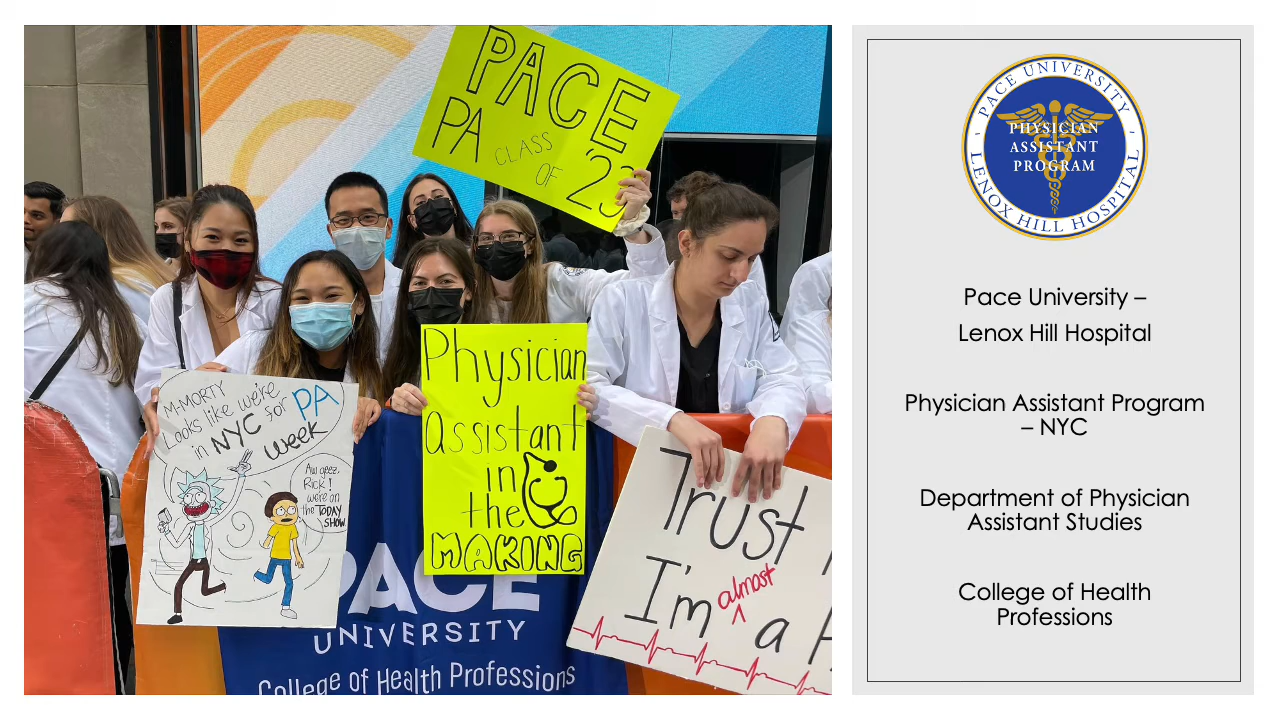 PACE
PA CLASS
OF 23
M-MORTY
Looks like we're
in NYC for PA
week
Aw geez,
Rick!
we're on
the TODAY
SHOW
Physician
assistant
in
the
MAKING
Trust
I'm almost
^
a
PACE
UNIVERSITY
College of Health Professions
PACE UNIVERSITY
PHYSICIAN
ASSISTANT
PROGRAM
LENOX HILL HOSPITAL
Pace University –
Lenox Hill Hospital
Physician Assistant Program
– NYC
Department of Physician
Assistant Studies
College of Health
Professions